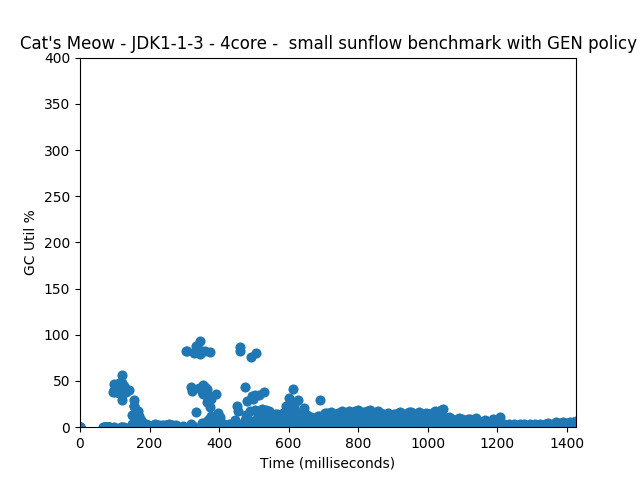 Cat's Meow - JDK1-1-3 - 4core -  small sunflow benchmark with GEN policy
400
350
300
250
200
150
100
50
0
GC Util %
0 200 400 600 800 1000 1200 1400
Time (milliseconds)